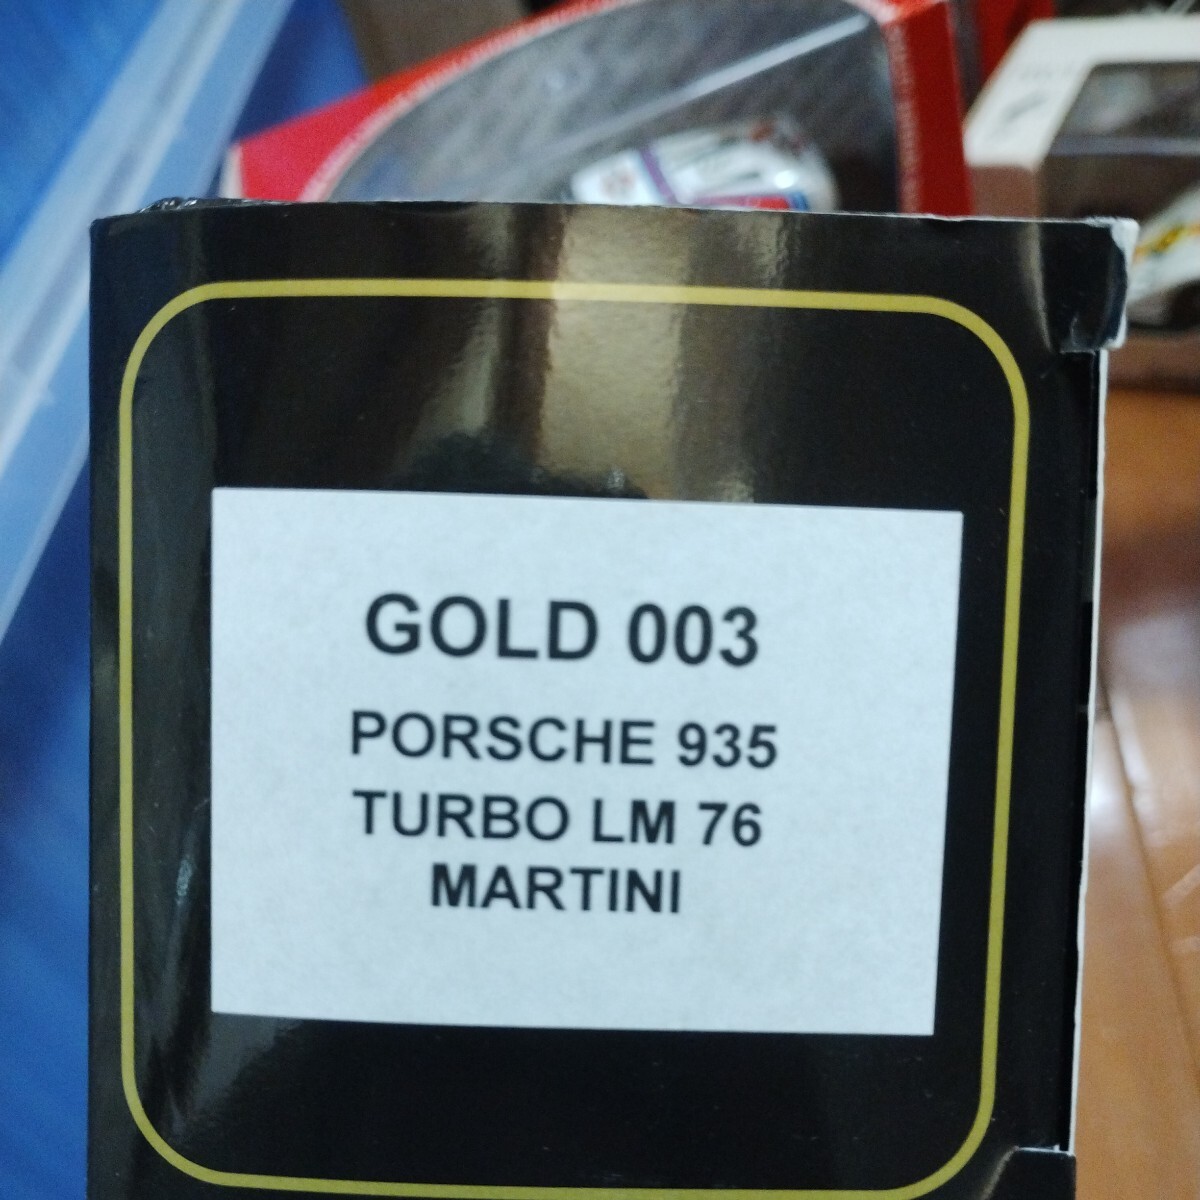 GOLD 003
PORSCHE 935
TURBO LM 76
MARTINI